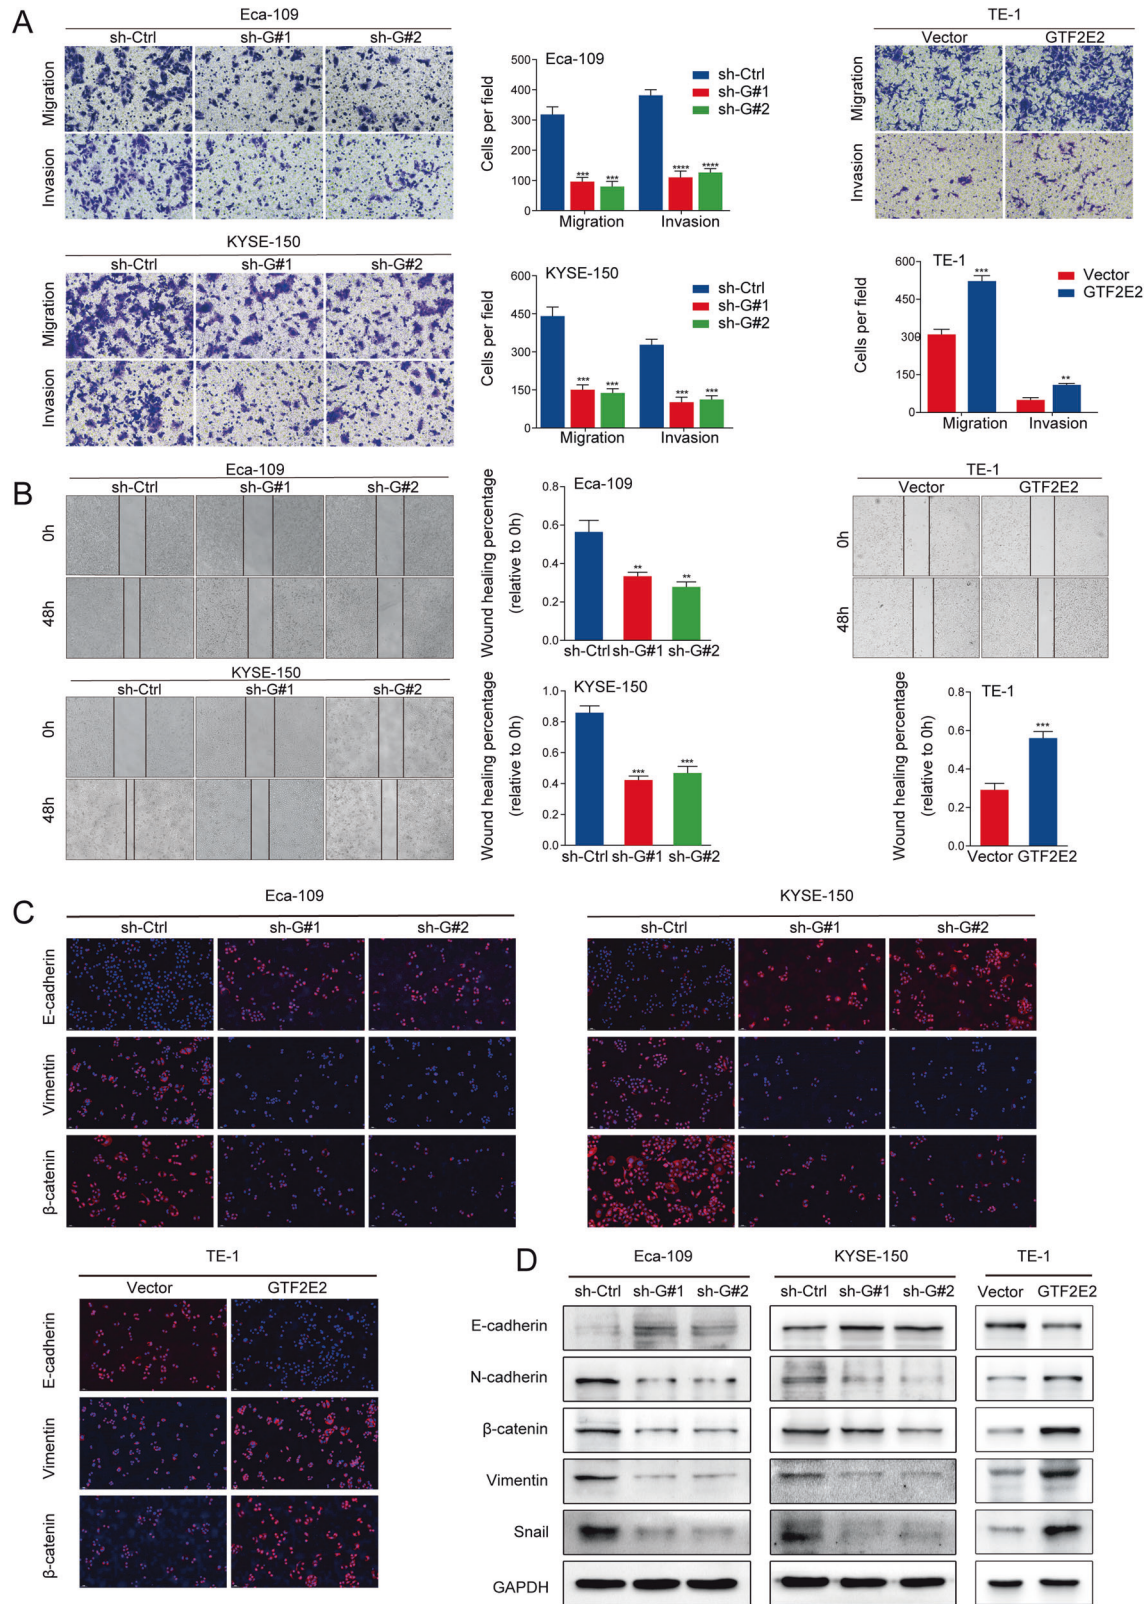 A
Eca-109
sh-Ctrl sh-G#1 sh-G#2
Migration
Invasion
Eca-109
sh-Ctrl
sh-G#1
sh-G#2
Cells per field
500
400
300
200
100
0
*** *** **** ****
Migration Invasion
TE-1
Vector GTF2E2
Migration
Invasion
KYSE-150
sh-Ctrl sh-G#1 sh-G#2
Migration
Invasion
KYSE-150
sh-Ctrl
sh-G#1
sh-G#2
Cells per field
600
450
300
150
0
*** *** *** ***
Migration Invasion
TE-1
Vector
GTF2E2
Cells per field
600
450
300
150
0
*** **
Migration Invasion
B
Eca-109
sh-Ctrl sh-G#1 sh-G#2
0h
48h
Eca-109
Wound healing percentage
(relative to 0h)
0.8
0.6
0.4
0.2
0.0
** **
sh-Ctrl sh-G#1 sh-G#2
TE-1
Vector GTF2E2
0h
48h
KYSE-150
sh-Ctrl sh-G#1 sh-G#2
0h
48h
KYSE-150
Wound healing percentage
(relative to 0h)
1.0
0.8
0.6
0.4
0.2
0.0
*** ***
sh-Ctrl sh-G#1 sh-G#2
TE-1
Wound healing percentage
(relative to 0h)
0.8
0.6
0.4
0.2
0.0
***
Vector GTF2E2
C
Eca-109
sh-Ctrl sh-G#1 sh-G#2
E-cadherin
Vimentin
β-catenin
KYSE-150
sh-Ctrl sh-G#1 sh-G#2
TE-1
Vector GTF2E2
E-cadherin
Vimentin
β-catenin
D
Eca-109 KYSE-150 TE-1
sh-Ctrl sh-G#1 sh-G#2 sh-Ctrl sh-G#1 sh-G#2 Vector GTF2E2
E-cadherin
N-cadherin
β-catenin
Vimentin
Snail
GAPDH